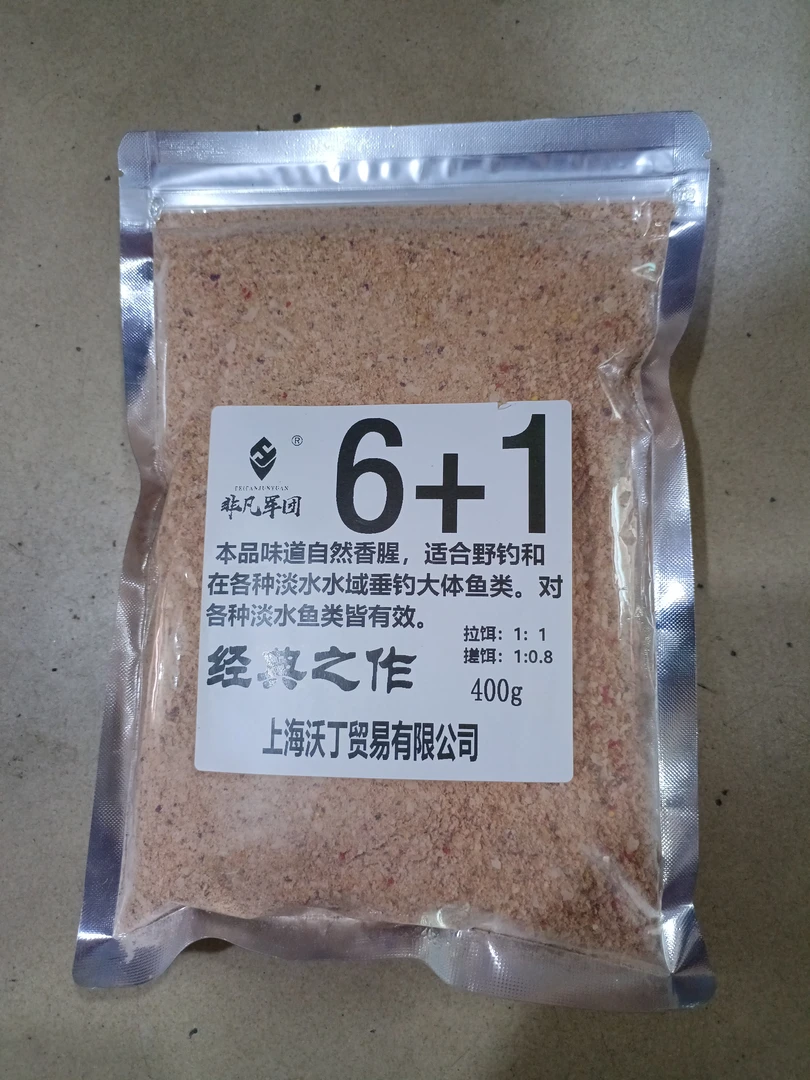 ®
6+1
非凡军团
本品味道自然香腥，适合野钓和
在各种淡水水域垂钓大体鱼类。对
各种淡水鱼类皆有效。
拉饵：1：1
搓饵：1:0.8
经典之作
400g
上海沃丁贸易有限公司